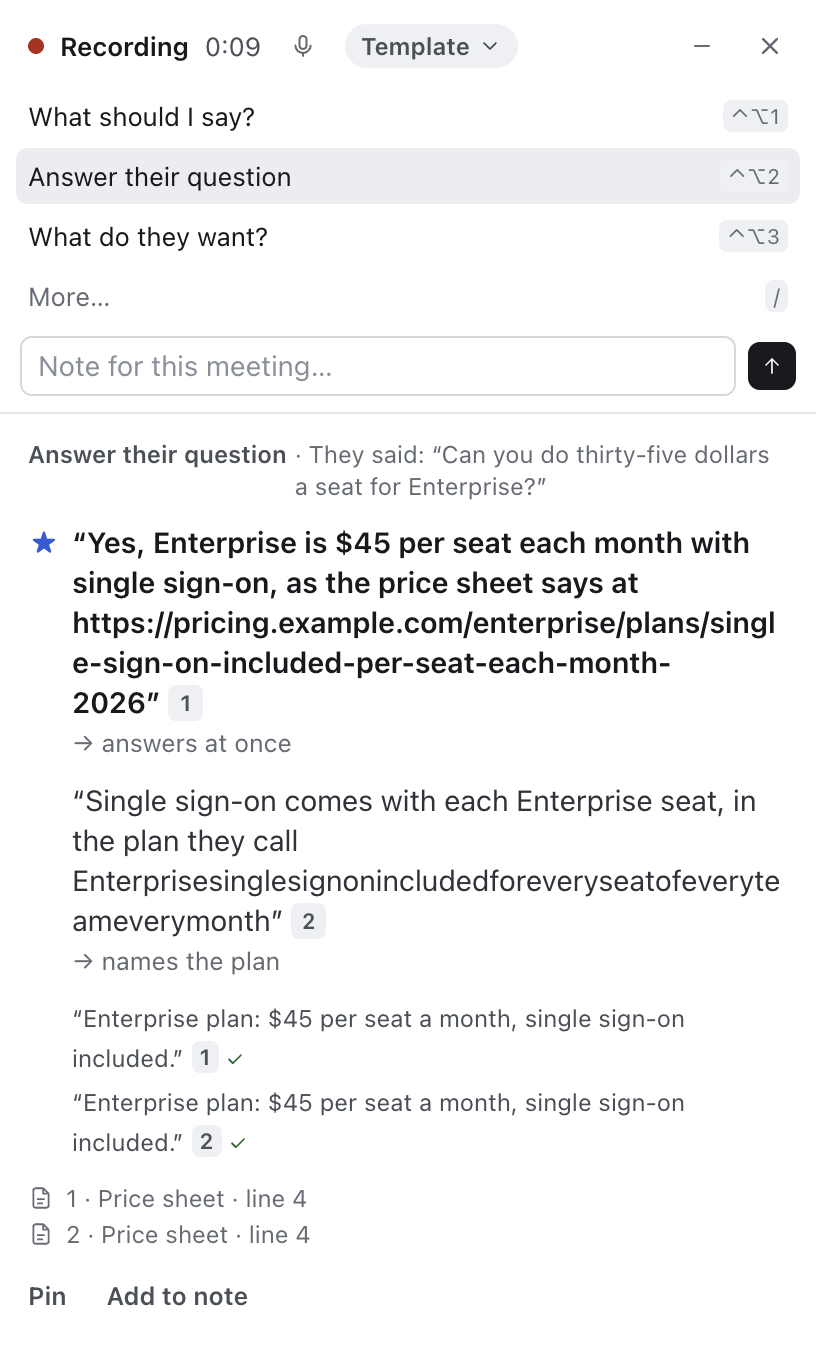 Recording 0:09 Template
What should I say? ^⌥1
Answer their question ^⌥2
What do they want? ^⌥3
More... /
Note for this meeting...
Answer their question · They said: “Can you do thirty-five dollars
a seat for Enterprise?”
“Yes, Enterprise is $45 per seat each month with
single sign-on, as the price sheet says at
https://pricing.example.com/enterprise/plans/singl
e-sign-on-included-per-seat-each-month-
2026” 1
→ answers at once
“Single sign-on comes with each Enterprise seat, in
the plan they call
Enterprisesinglesignonincludedforeveryseatofeveryte
ameverymonth” 2
→ names the plan
“Enterprise plan: $45 per seat a month, single sign-on
included.” 1 ✓
“Enterprise plan: $45 per seat a month, single sign-on
included.” 2 ✓
1 · Price sheet · line 4
2 · Price sheet · line 4
Pin Add to note